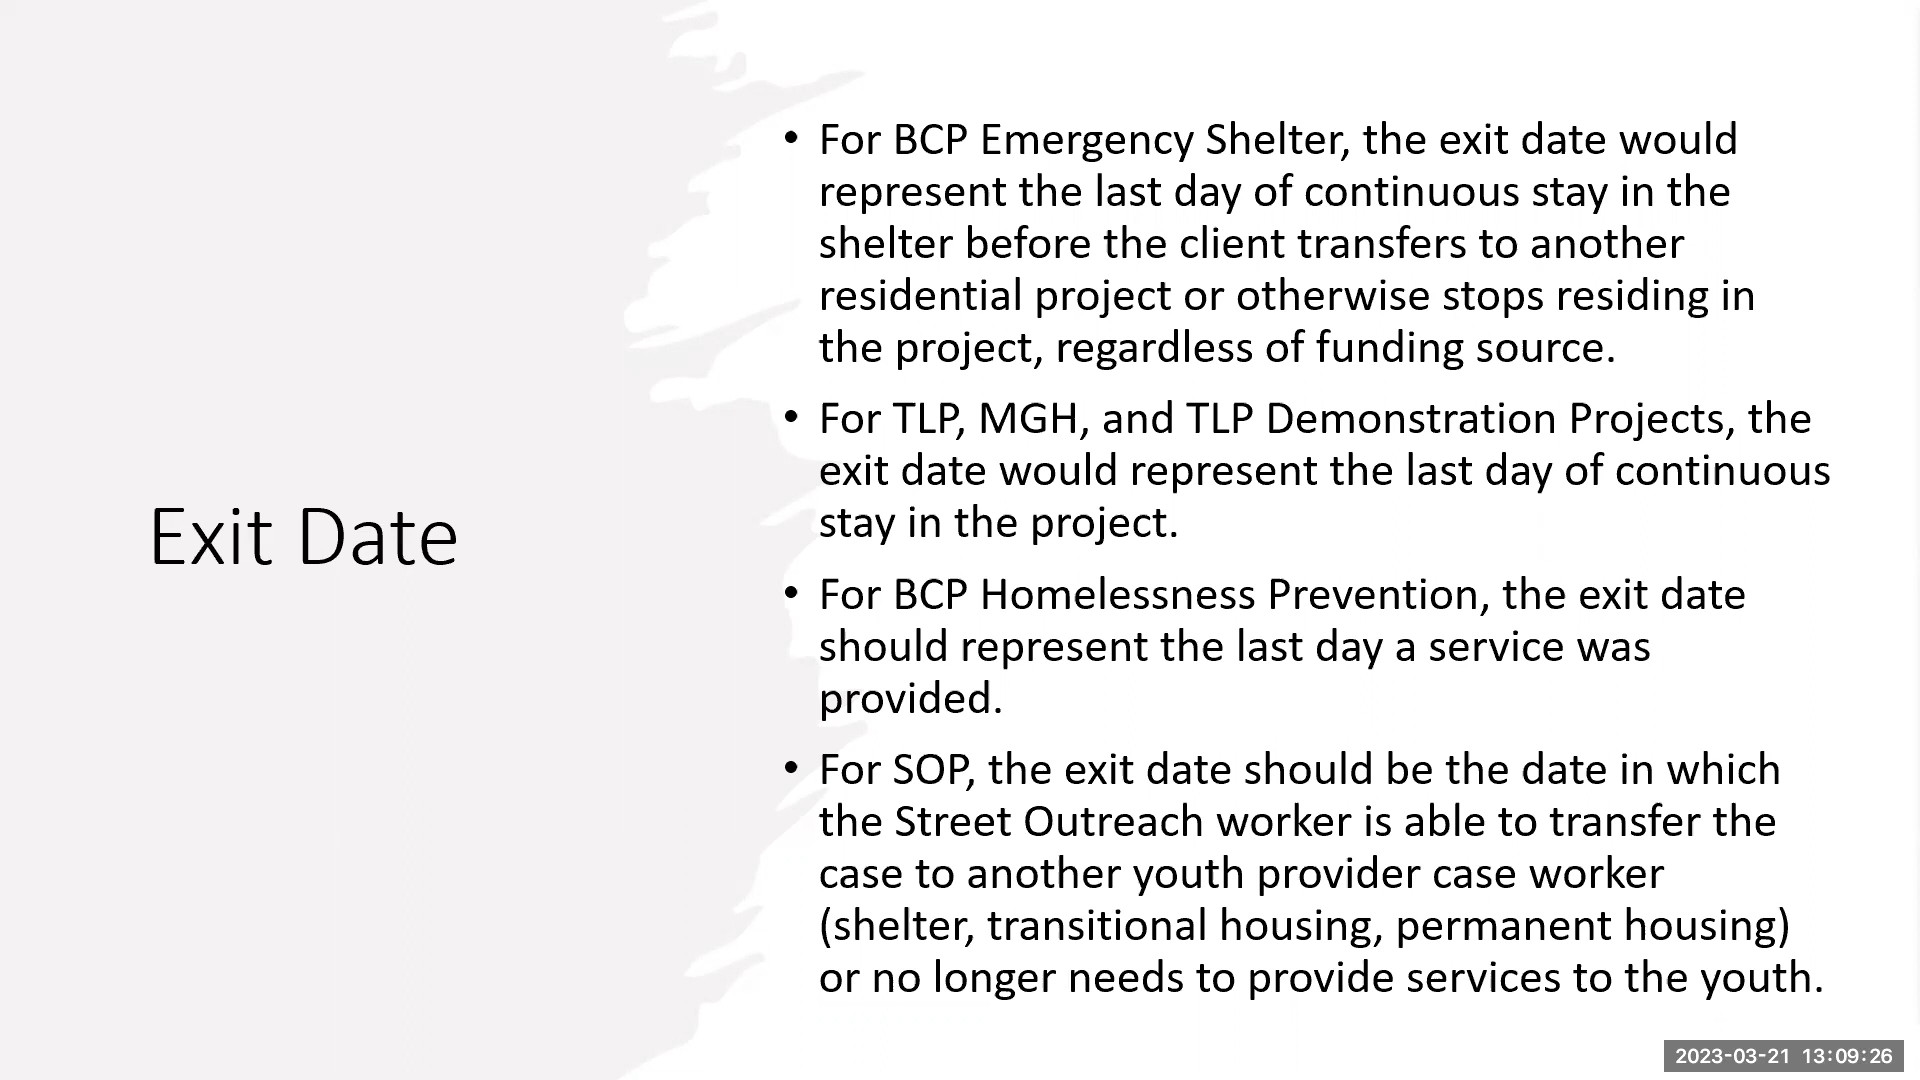 Exit Date
• For BCP Emergency Shelter, the exit date would
represent the last day of continuous stay in the
shelter before the client transfers to another
residential project or otherwise stops residing in
the project, regardless of funding source.
• For TLP, MGH, and TLP Demonstration Projects, the
exit date would represent the last day of continuous
stay in the project.
• For BCP Homelessness Prevention, the exit date
should represent the last day a service was
provided.
• For SOP, the exit date should be the date in which
the Street Outreach worker is able to transfer the
case to another youth provider case worker
(shelter, transitional housing, permanent housing)
or no longer needs to provide services to the youth.
2023-03-21 13:09:26